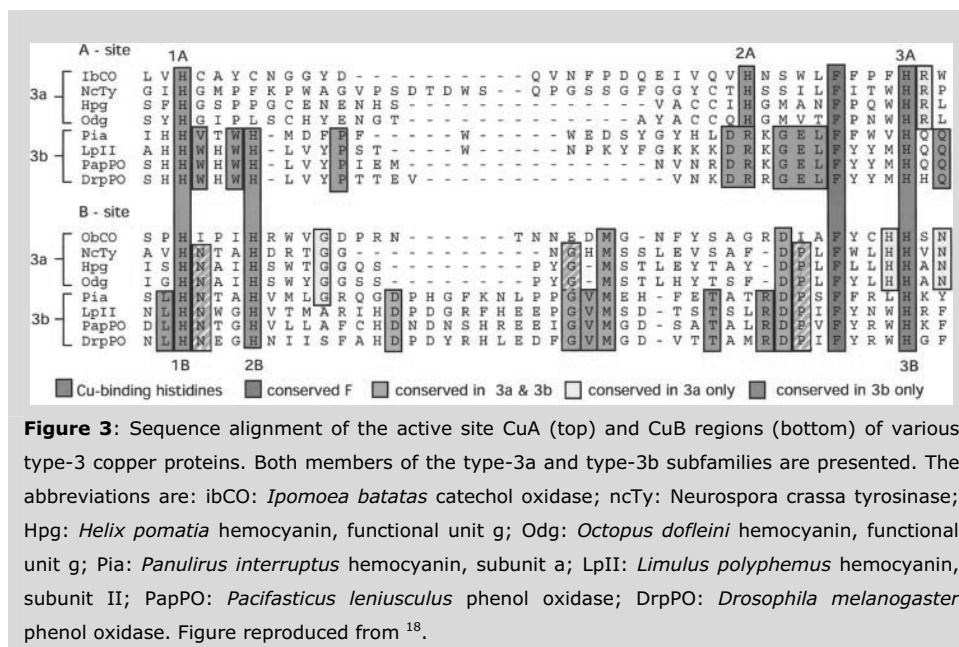 A - site
1A 2A 3A
IbCO L V H C A Y C N G G Y D - - - - - - - - - - Q V N F P D Q E I V Q V H N S W L F F P F H R W
NcTy G I H G M P F K P W A G V P S D T D W S - - Q P G S S G F G G Y C T H S S I L F I T W H R P
Hpg S F H G S P P G C E N E N H S - - - - - - - - - - - - - V A C C I H G M A N F P Q W H R L
Odg S Y H G I P L S C H Y E N G T - - - - - - - - - - - - - A Y A C C Q H G M V T F P N W H R L
3a
Pia I H H V T W H - M D F P F - - - - - W - - - - W E D S Y G Y H L D R K G E L F F W V H Q Q
LpII A H H W H W H - L V Y P S T - - - - W - - - - N P K Y F G K K K D R K G E L F Y Y M H Q Q
PapPO S H H W H W H - L V Y P I E M - - - - - - - - - - - - N V N R D R R G E L F Y Y M H Q Q
DrpPO S H H W H W H - L V Y P T T E V - - - - - - - - - - - - V N K D R R G E L F Y Y M H Q Q
3b
B - site
ObCO S P H I P I H R W V G D P R N - - - - - - T N N E D M G - N F Y S A G R D I A F Y C H H S N
NcTy A V H N T A H D R T G G - - - - - - - - - - - N G H M S S L E V S A F - D P L F W L H H V N
Hpg I S H N A I H S W T G G Q S - - - - - - - - - P Y G - M S T L E Y T A Y - D P L F L L H H A N
Odg I G H N A I H S W Y G G S S - - - - - - - - - P Y G - M S T L H Y T S F - D P L F Y L H H A N
3a
Pia S L H N T A H V M L G R Q G D P H G F K N L P P G V M E H - F E T A T R D P S F F R L H K Y
LpII N L H N W G H V T M A R I H D P D G R F H E E P G V M S D - T S T S L R D P I F Y N W H R F
PapPO D L H N T G H V L L A F C H D N D N S H R E E I G V M G D - S A T A L R D P V F Y R W H K F
DrpPO N L H N E G H N I I S F A H D P D Y R H L E D F G V M G D - V T T A M R D P I F Y R W H G F
3b
1B 2B 3B
Cu-binding histidines conserved F conserved in 3a & 3b conserved in 3a only conserved in 3b only
Figure 3: Sequence alignment of the active site CuA (top) and CuB regions (bottom) of various
type-3 copper proteins. Both members of the type-3a and type-3b subfamilies are presented. The
abbreviations are: ibCO: Ipomoea batatas catechol oxidase; ncTy: Neurospora crassa tyrosinase;
Hpg: Helix pomatia hemocyanin, functional unit g; Odg: Octopus dofleini hemocyanin, functional
unit g; Pia: Panulirus interruptus hemocyanin, subunit a; LpII: Limulus polyphemus hemocyanin,
subunit II; PapPO: Pacifasticus leniusculus phenol oxidase; DrpPO: Drosophila melanogaster
phenol oxidase. Figure reproduced from 18.